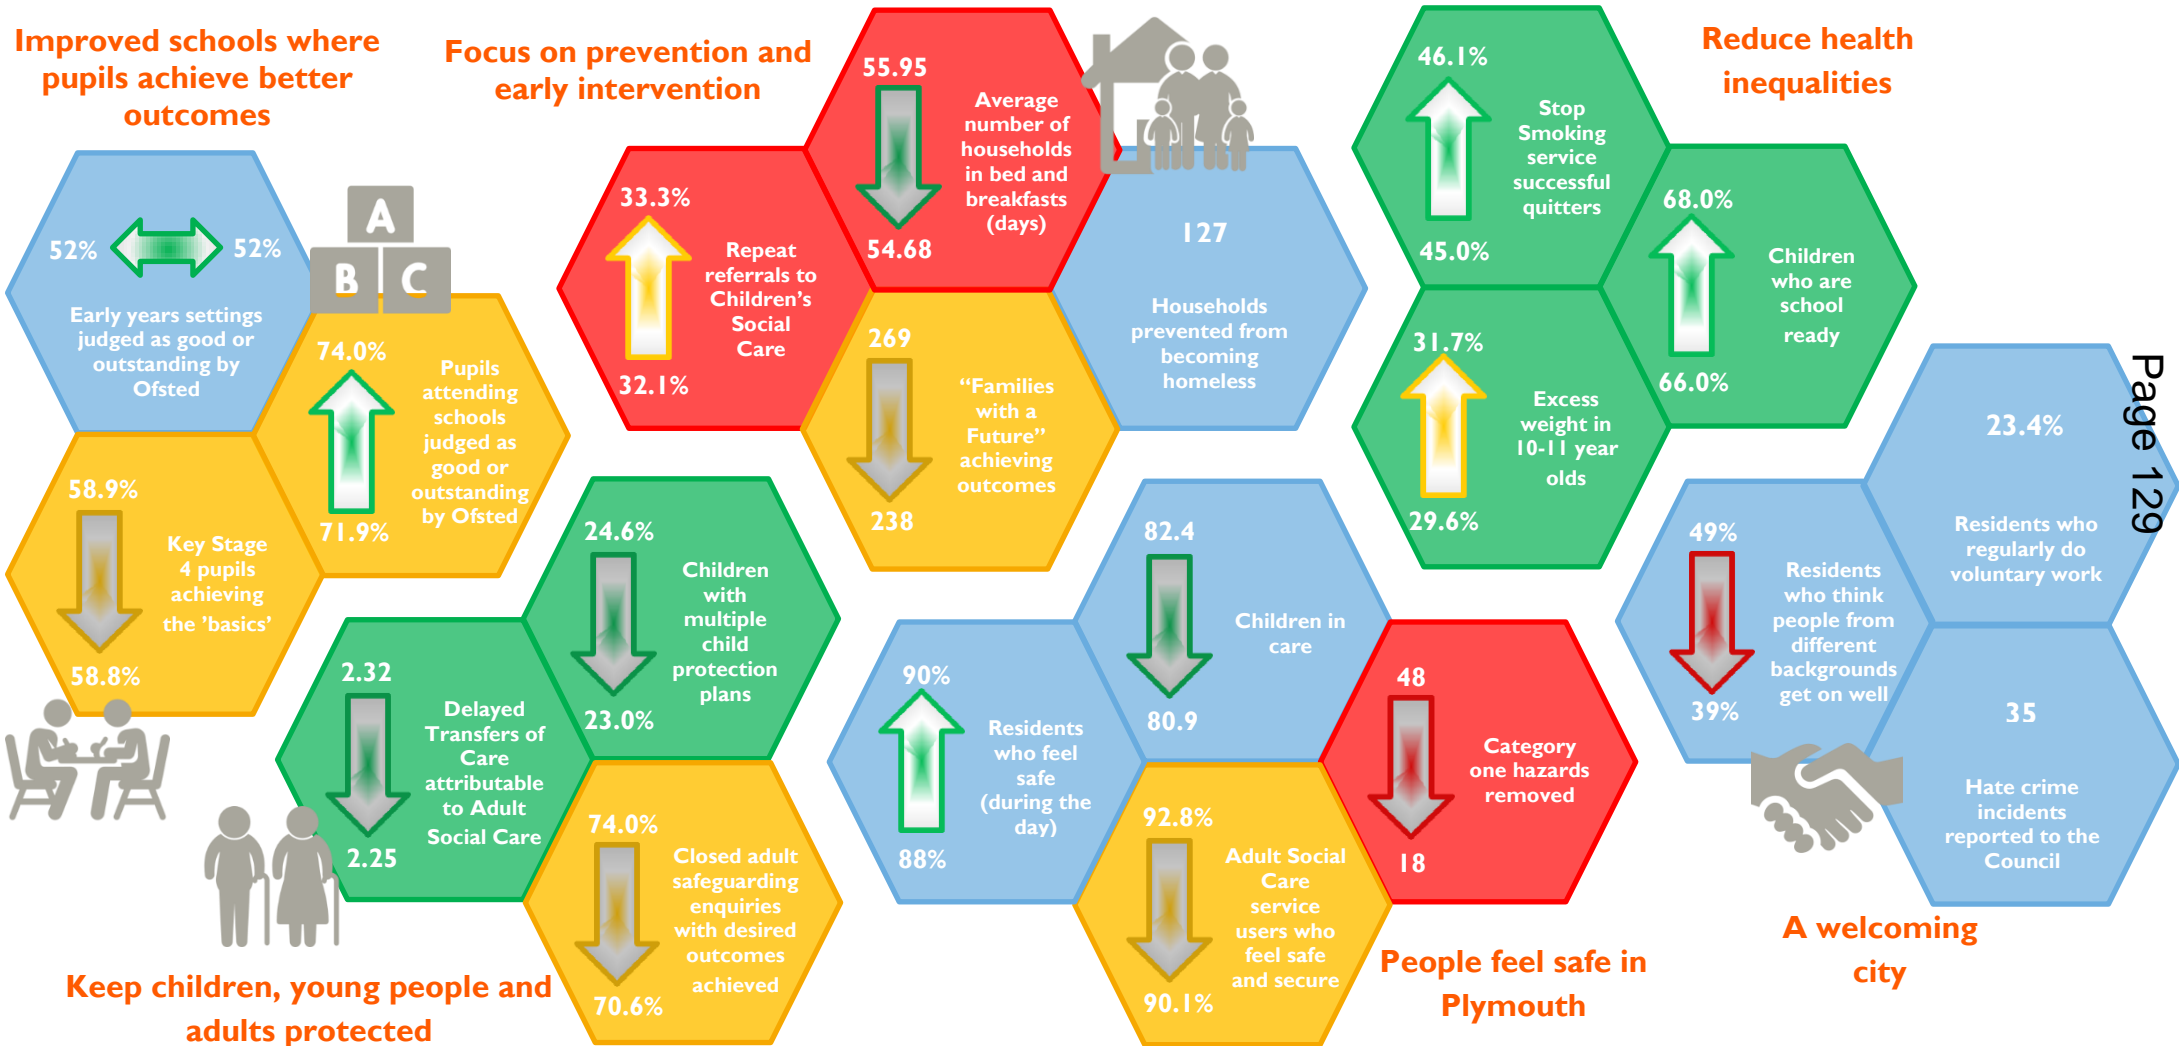 Improved schools where
pupils achieve better
outcomes
52%
52%
Early years settings
judged as good or
outstanding by
Ofsted
A
B
C
74.0%
71.9%
Pupils
attending
schools
judged as
good or
outstanding
by Ofsted
58.9%
58.8%
Key Stage
4 pupils
achieving
the ’basics’
Focus on prevention and
early intervention
55.95
54.68
Average
number of
households
in bed and
breakfasts
(days)
33.3%
32.1%
Repeat
referrals to
Children’s
Social
Care
127
Households
prevented from
becoming
homeless
269
238
“Families
with a
Future”
achieving
outcomes
Reduce health
inequalities
46.1%
45.0%
Stop
Smoking
service
successful
quitters
68.0%
66.0%
Children
who are
school
ready
31.7%
29.6%
Excess
weight in
10-11 year
olds
24.6%
23.0%
Children
with
multiple
child
protection
plans
2.32
2.25
Delayed
Transfers of
Care
attributable
to Adult
Social Care
74.0%
70.6%
Closed adult
safeguarding
enquiries
with desired
outcomes
achieved
Keep children, young people and
adults protected
82.4
80.9
Children in
care
90%
88%
Residents
who feel
safe
(during the
day)
48
18
Category
one hazards
removed
92.8%
90.1%
Adult Social
Care
service
users who
feel safe
and secure
People feel safe in
Plymouth
23.4%
Residents who
regularly do
voluntary work
49%
39%
Residents
who think
people from
different
backgrounds
get on well
35
Hate crime
incidents
reported to the
Council
A welcoming
city
Page 129